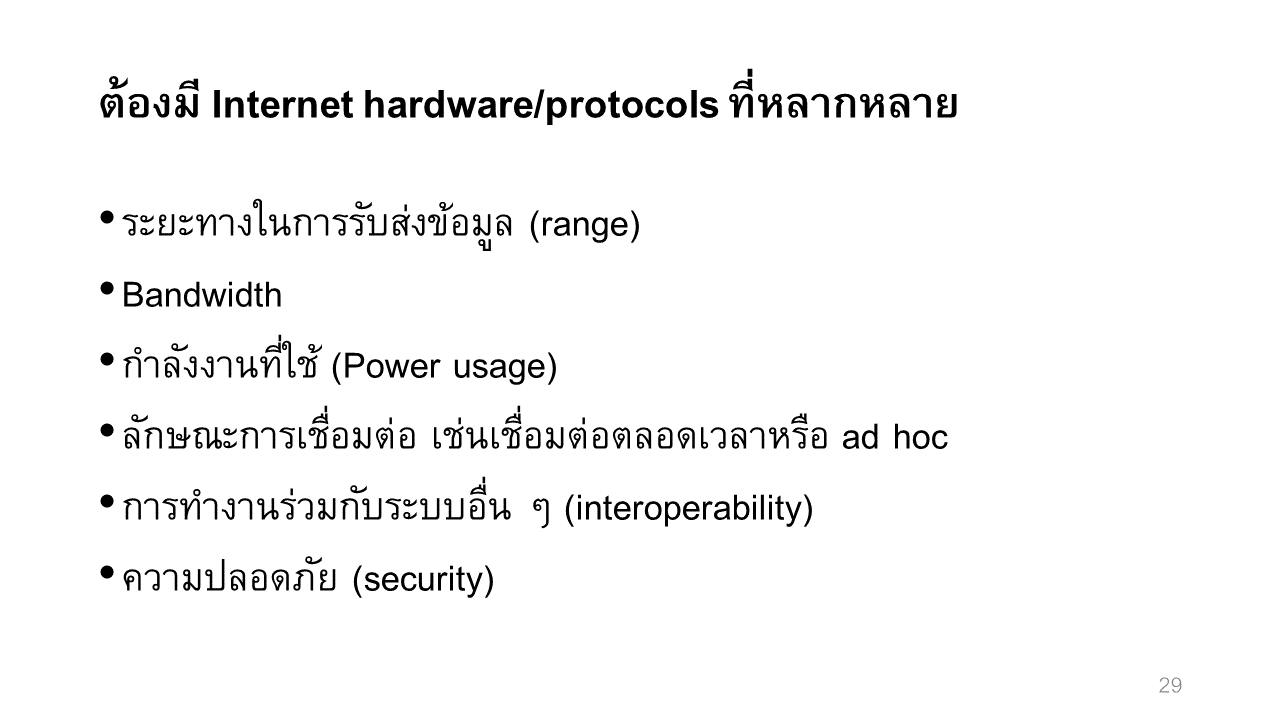 ต้องมี Internet hardware/protocols ที่หลากหลาย
•ระยะทางในการรับส่งข้อมูล (range)
•Bandwidth
•กำลังงานที่ใช้ (Power usage)
•ลักษณะการเชื่อมต่อ เช่นเชื่อมต่อตลอดเวลาหรือ ad hoc
•การทำงานร่วมกับระบบอื่น ๆ (interoperability)
•ความปลอดภัย (security)
29